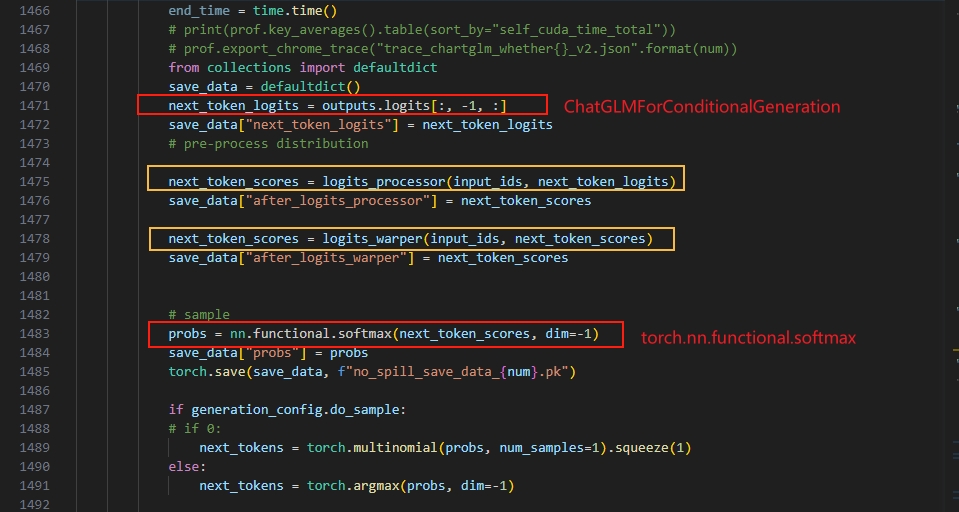 1466 end_time = time.time()
1467 # print(prof.key_averages().table(sort_by="self_cuda_time_total"))
1468 # prof.export_chrome_trace("trace_chartglm_whether{}_v2.json".format(num))
1469 from collections import defaultdict
1470 save_data = defaultdict()
1471 next_token_logits = outputs.logits[:, -1, :] ChatGLMForConditionalGeneration
1472 save_data["next_token_logits"] = next_token_logits
1473 # pre-process distribution
1474
1475 next_token_scores = logits_processor(input_ids, next_token_logits)
1476 save_data["after_logits_processor"] = next_token_scores
1477
1478 next_token_scores = logits_warper(input_ids, next_token_scores)
1479 save_data["after_logits_warper"] = next_token_scores
1480
1481
1482 # sample
1483 probs = nn.functional.softmax(next_token_scores, dim=-1) torch.nn.functional.softmax
1484 save_data["probs"] = probs
1485 torch.save(save_data, f"no_spill_save_data_{num}.pk")
1486
1487 if generation_config.do_sample:
1488 # if 0:
1489 next_tokens = torch.multinomial(probs, num_samples=1).squeeze(1)
1490 else:
1491 next_tokens = torch.argmax(probs, dim=-1)
1492